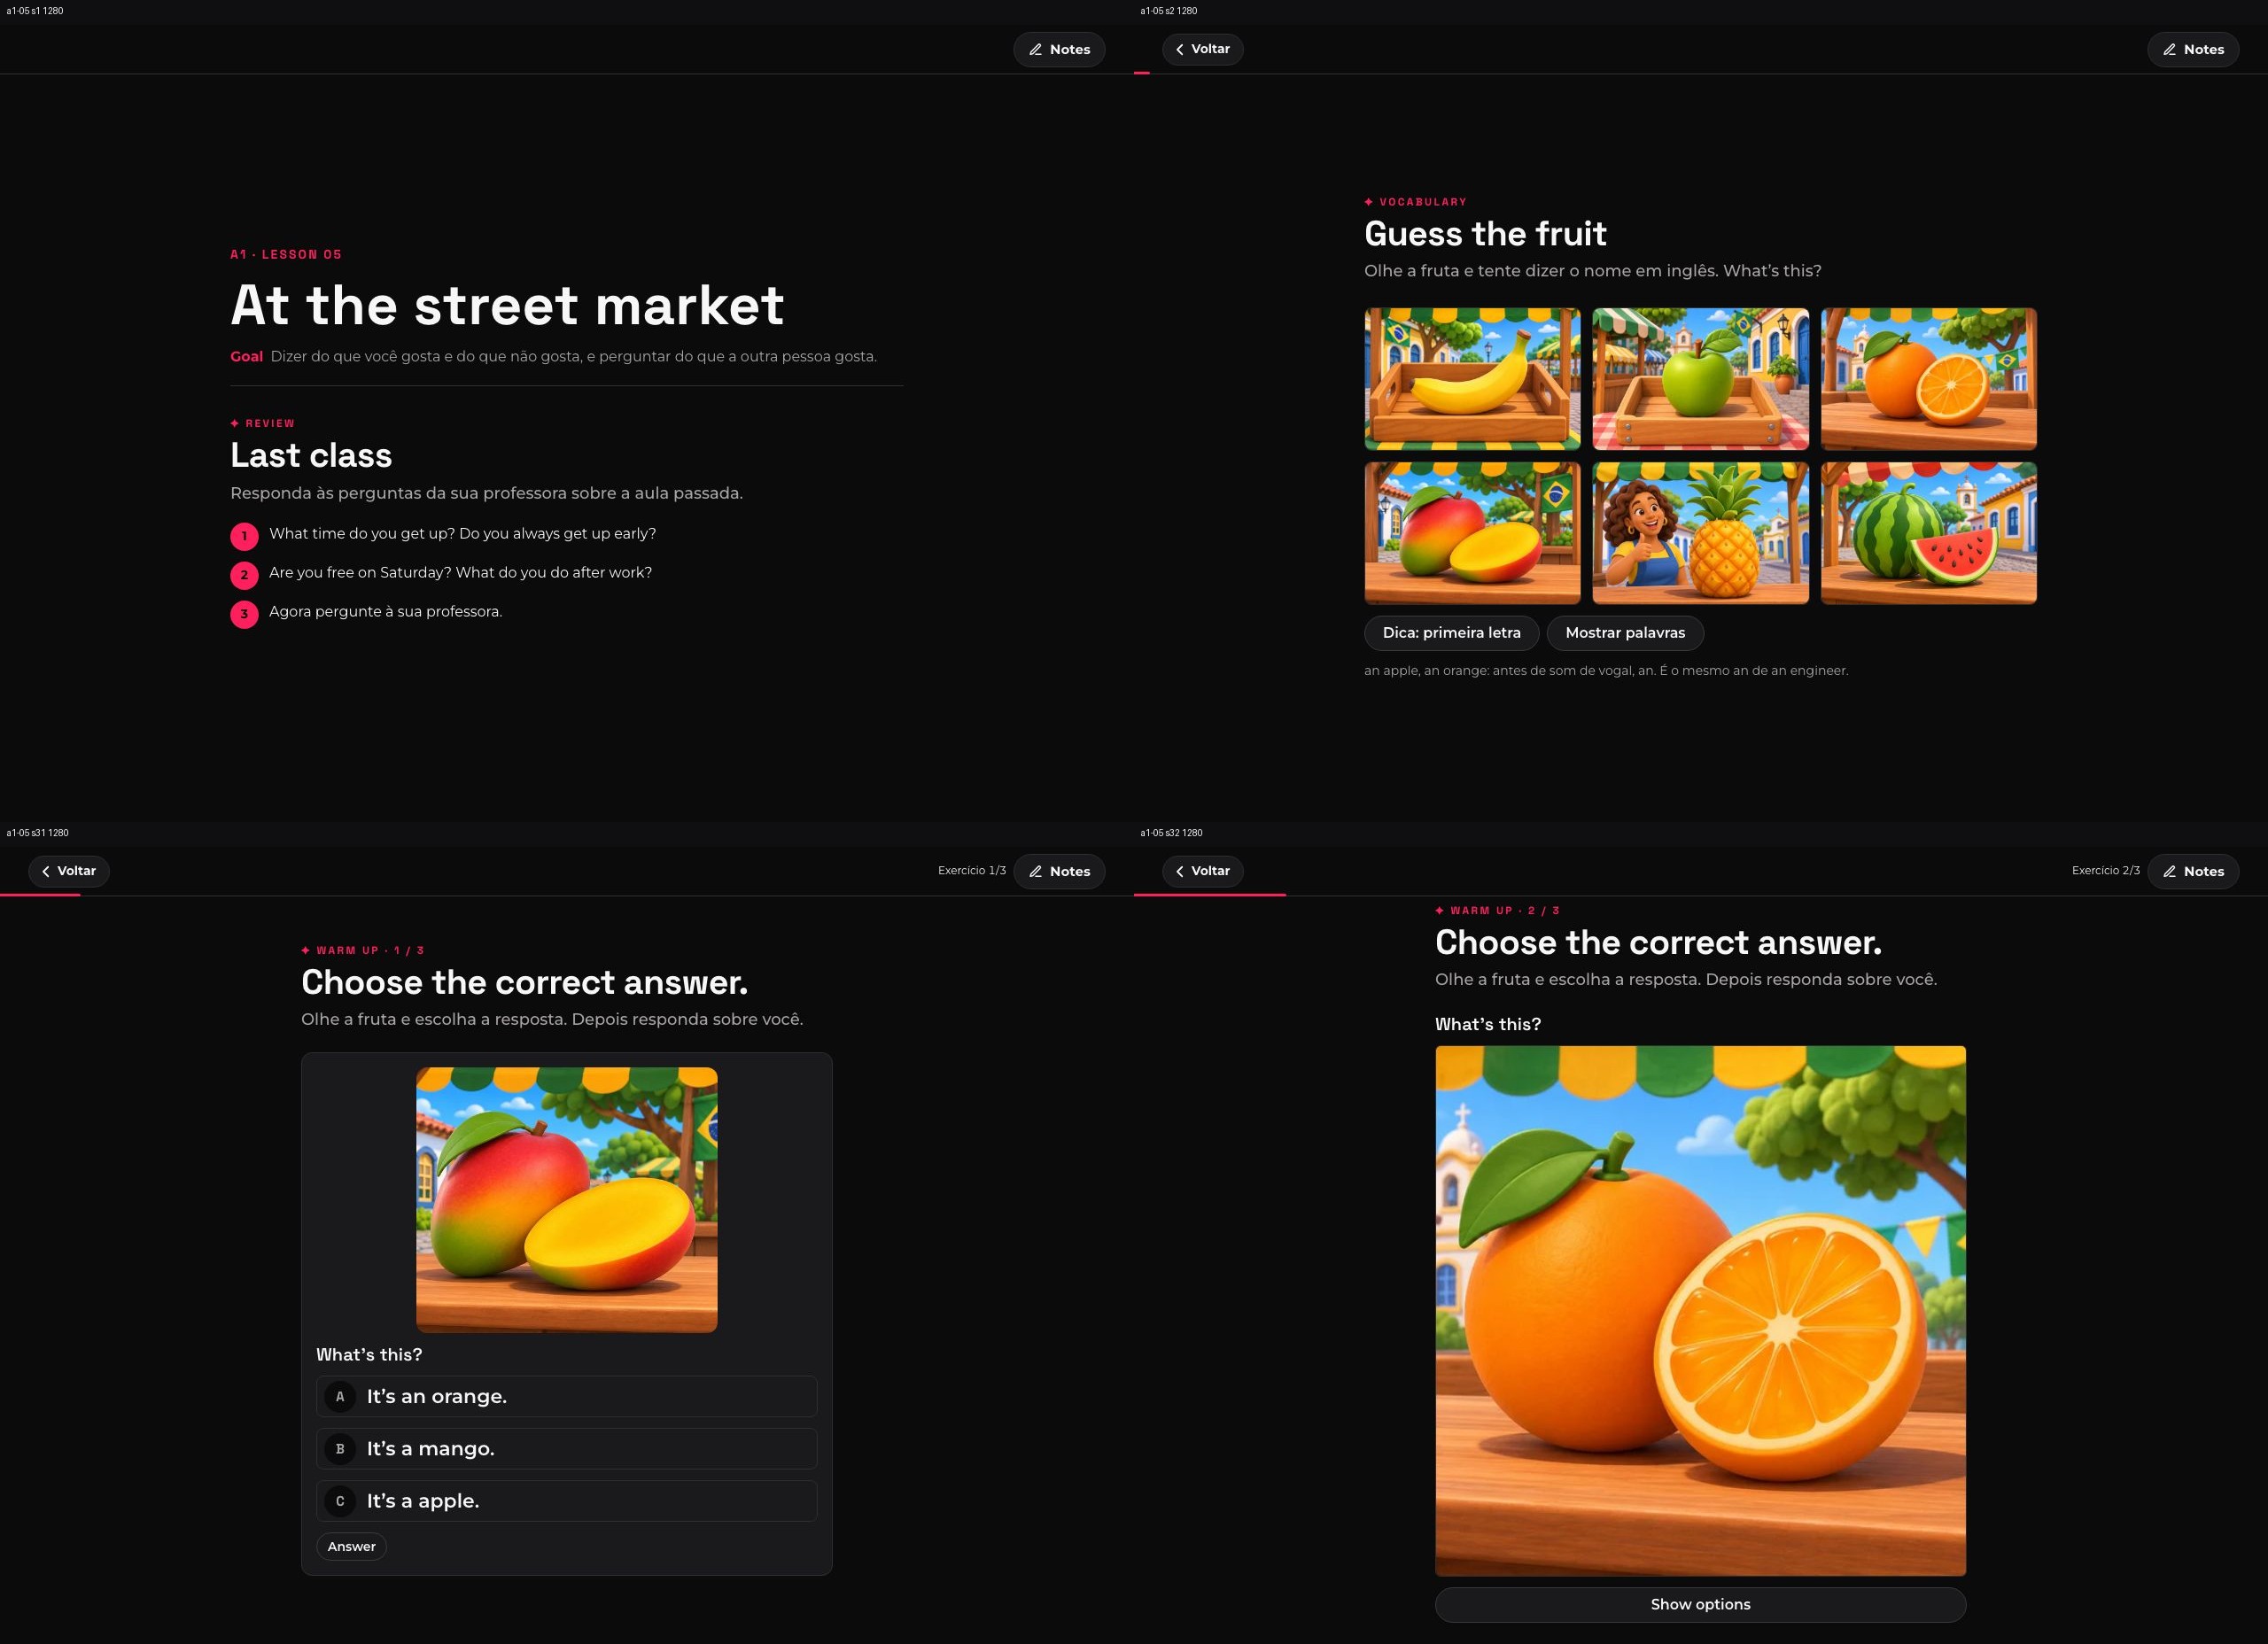 a1-05 s1 1280
Notes
A1 · LESSON 05
At the street market
Goal Dizer do que você gosta e do que não gosta, e perguntar do que a outra pessoa gosta.
✦ REVIEW
Last class
Responda às perguntas da sua professora sobre a aula passada.
1 What time do you get up? Do you always get up early?
2 Are you free on Saturday? What do you do after work?
3 Agora pergunte à sua professora.
a1-05 s2 1280
Voltar
Notes
✦ VOCABULARY
Guess the fruit
Olhe a fruta e tente dizer o nome em inglês. What's this?
Dica: primeira letra
Mostrar palavras
an apple, an orange: antes de som de vogal, an. É o mesmo an de an engineer.
a1-05 s31 1280
Voltar
Exercício 1/3
Notes
✦ WARM UP · 1 / 3
Choose the correct answer.
Olhe a fruta e escolha a resposta. Depois responda sobre você.
What's this?
A It's an orange.
B It's a mango.
C It's a apple.
Answer
a1-05 s32 1280
Voltar
Exercício 2/3
Notes
✦ WARM UP · 2 / 3
Choose the correct answer.
Olhe a fruta e escolha a resposta. Depois responda sobre você.
What's this?
Show options